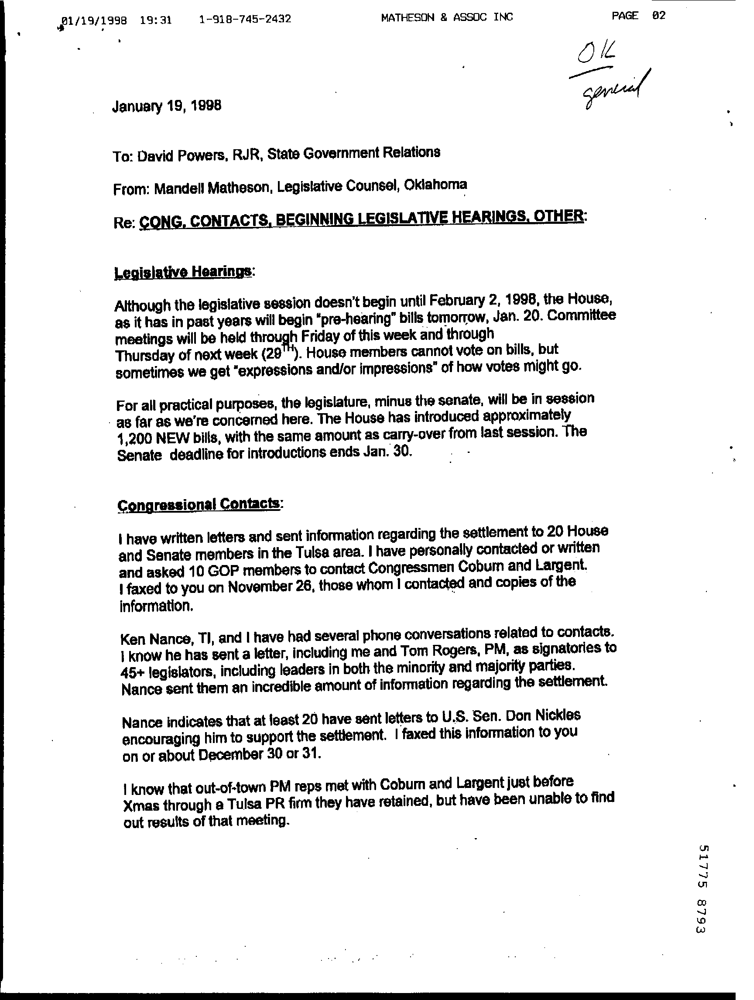 01/19/1998 19:31 1-918-745-2432 MATHESON & ASSOC INC PAGE 02
OK
general
January 19, 1998
To: David Powers, RJR, State Government Relations
From: Mandell Matheson, Legislative Counsel, Oklahoma
Re: CONG. CONTACTS, BEGINNING LEGISLATIVE HEARINGS, OTHER:
Legislative Hearings:
Although the legislative session doesn't begin until February 2, 1998, the House,
as it has in past years will begin "pre-hearing" bills tomorrow, Jan. 20. Committee
meetings will be held through Friday of this week and through
Thursday of next week (29TH). House members cannot vote on bills, but
sometimes we get "expressions and/or impressions" of how votes might go.
For all practical purposes, the legislature, minus the senate, will be in session
as far as we're concerned here. The House has introduced approximately
1,200 NEW bills, with the same amount as carry-over from last session. The
Senate deadline for introductions ends Jan. 30.
Congressional Contacts:
I have written letters and sent information regarding the settlement to 20 House
and Senate members in the Tulsa area. I have personally contacted or written
and asked 10 GOP members to contact Congressmen Coburn and Largent.
I faxed to you on November 26, those whom I contacted and copies of the
information.
Ken Nance, TI, and I have had several phone conversations related to contacts.
I know he has sent a letter, including me and Tom Rogers, PM, as signatories to
45+ legislators, including leaders in both the minority and majority parties.
Nance sent them an incredible amount of information regarding the settlement.
Nance indicates that at least 20 have sent letters to U.S. Sen. Don Nickles
encouraging him to support the settlement. I faxed this information to you
on or about December 30 or 31.
I know that out-of-town PM reps met with Coburn and Largent just before
Xmas through a Tulsa PR firm they have retained, but have been unable to find
out results of that meeting.
51775 8793